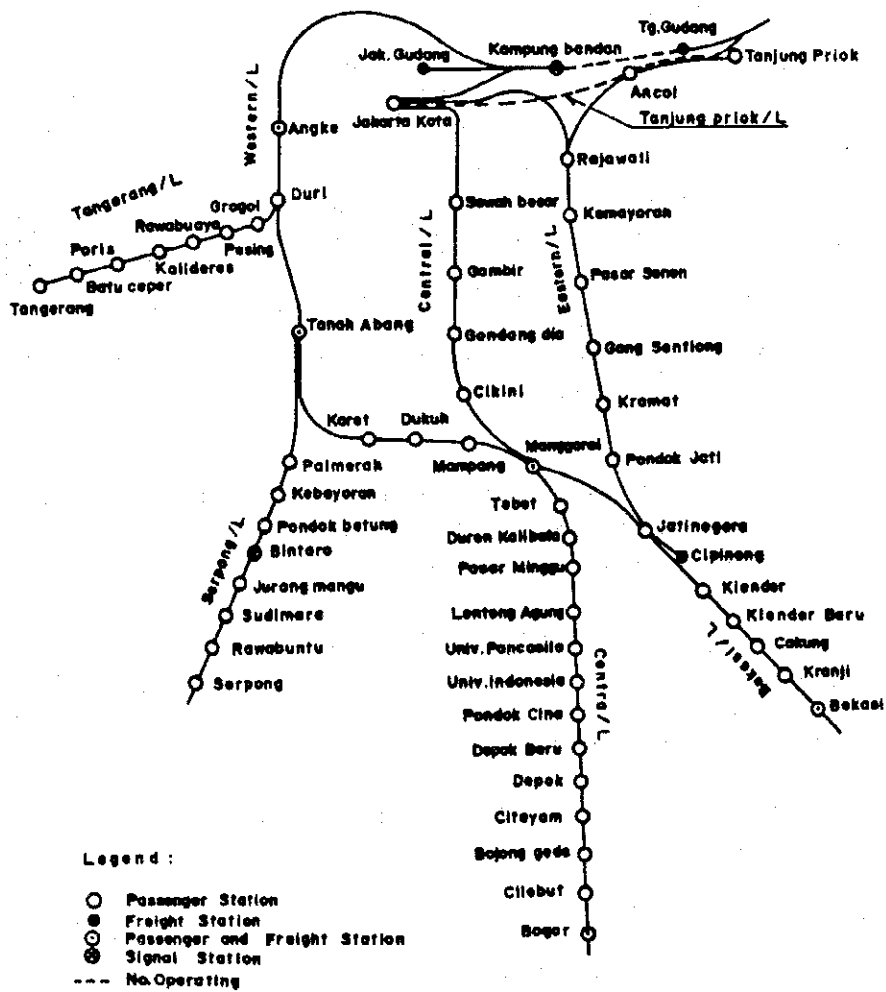 Tg.Gudang
Jak.Gudang
Kampung bandan
Tanjung Priok
Ancol
Tanjung priok/L
Jakarta Kota
Western/L
Angke
Rajawali
Tangerang/L
Duri
Grogol
Rawabuaya
Pesing
Poris
Kalideres
Batu ceper
Tangerang
Sawah besar
Kemayoran
Central/L
Eastern/L
Gambir
Pasar Senen
Tanah Abang
Gondang dia
Gang Sentiong
Cikini
Kramat
Karet
Dukuh
Mampang
Manggarai
Pondok Jati
Palmerah
Kebayoran
Tebet
Pondok betung
Duren Kalibata
Jatinegara
Bintaro
Cipinang
Serpong/L
Pasar Minggu
Jurang mangu
Klender
Sudimara
Lenteng Agung
Klender Baru
Rawabuntu
Univ.Pancasila
Cakung
Bekasi/L
Serpong
Univ.Indonesia
Centra/L
Kranji
Pondok Cina
Bekasi
Depok Baru
Depok
Citayam
Bojong gede
Cilebut
Bogor
Legend :
Passenger Station
Freight Station
Passenger and Freight Station
Signal Station
No.Operating